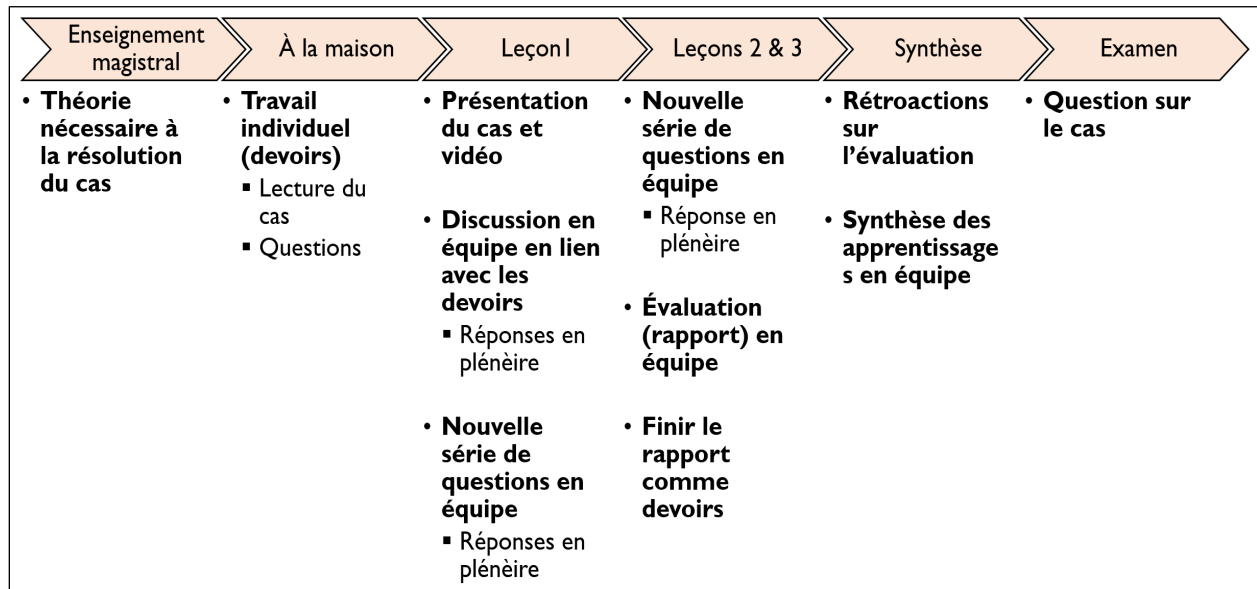 Enseignement
magistral
À la maison
Leçon1
Leçons 2 & 3
Synthèse
Examen
• Théorie
nécessaire à
la résolution
du cas
• Travail
individuel
(devoirs)
▪ Lecture du
cas
▪ Questions
• Présentation
du cas et
vidéo
• Discussion en
équipe en lien
avec les
devoirs
▪ Réponses en
plénèire
• Nouvelle
série de
questions en
équipe
▪ Réponses en
plénèire
• Nouvelle
série de
questions en
équipe
▪ Réponse en
plénèire
• Évaluation
(rapport) en
équipe
• Finir le
rapport
comme
devoirs
• Rétroactions
sur
l'évaluation
• Synthèse des
apprentissage
s en équipe
• Question sur
le cas